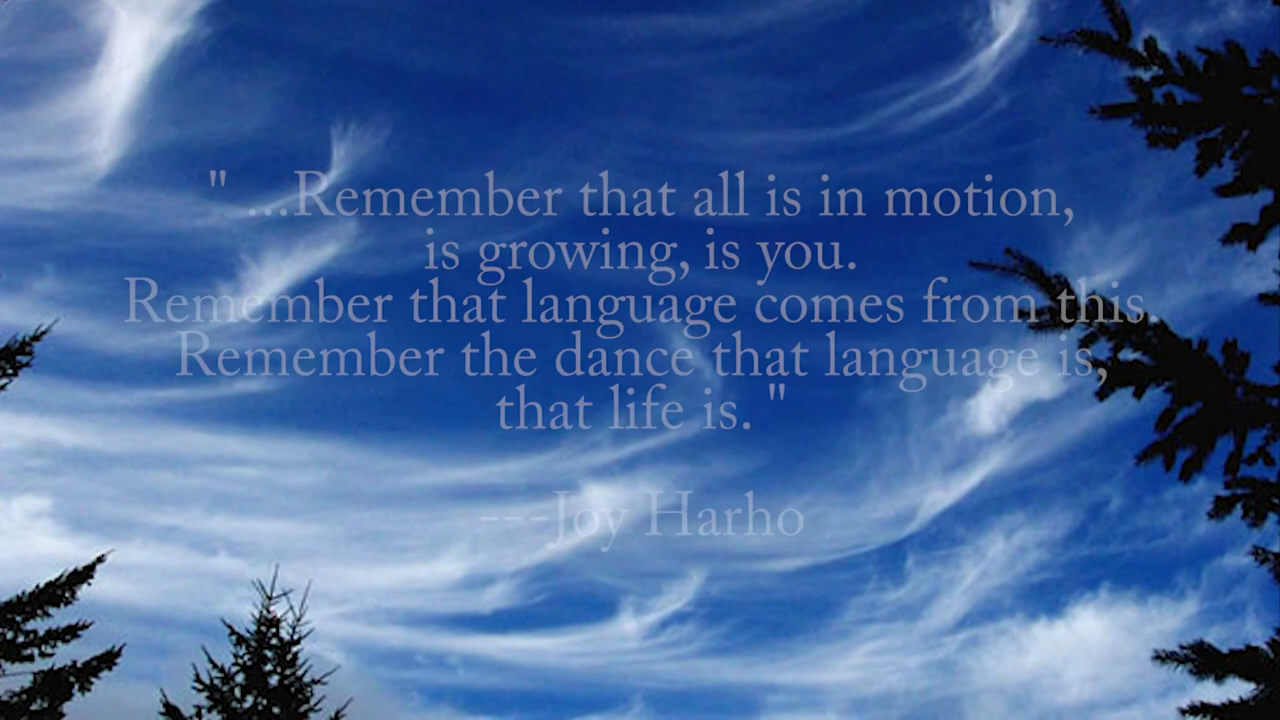 "...Remember that all is in motion,
is growing, is you.
Remember that language comes from this.
Remember the dance that language is,
that life is. "
---Joy Harho